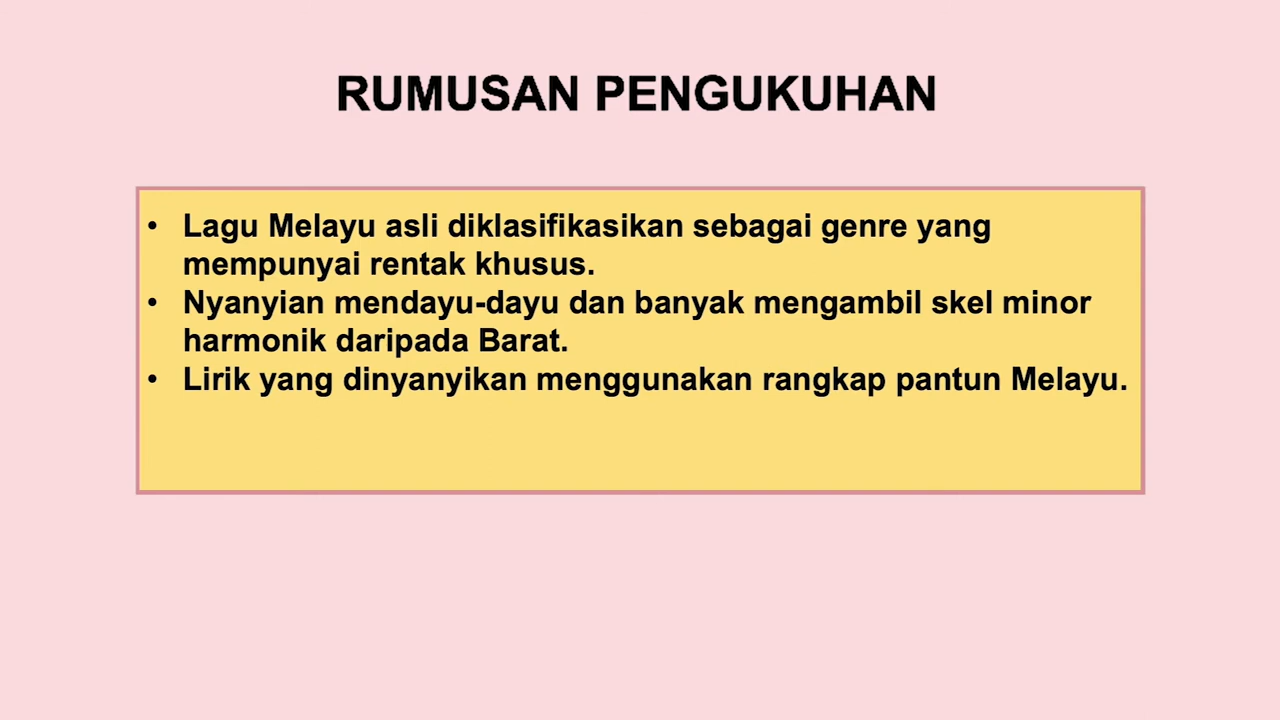 RUMUSAN PENGUKUHAN
• Lagu Melayu asli diklasifikasikan sebagai genre yang
mempunyai rentak khusus.
• Nyanyian mendayu-dayu dan banyak mengambil skel minor
harmonik daripada Barat.
• Lirik yang dinyanyikan menggunakan rangkap pantun Melayu.